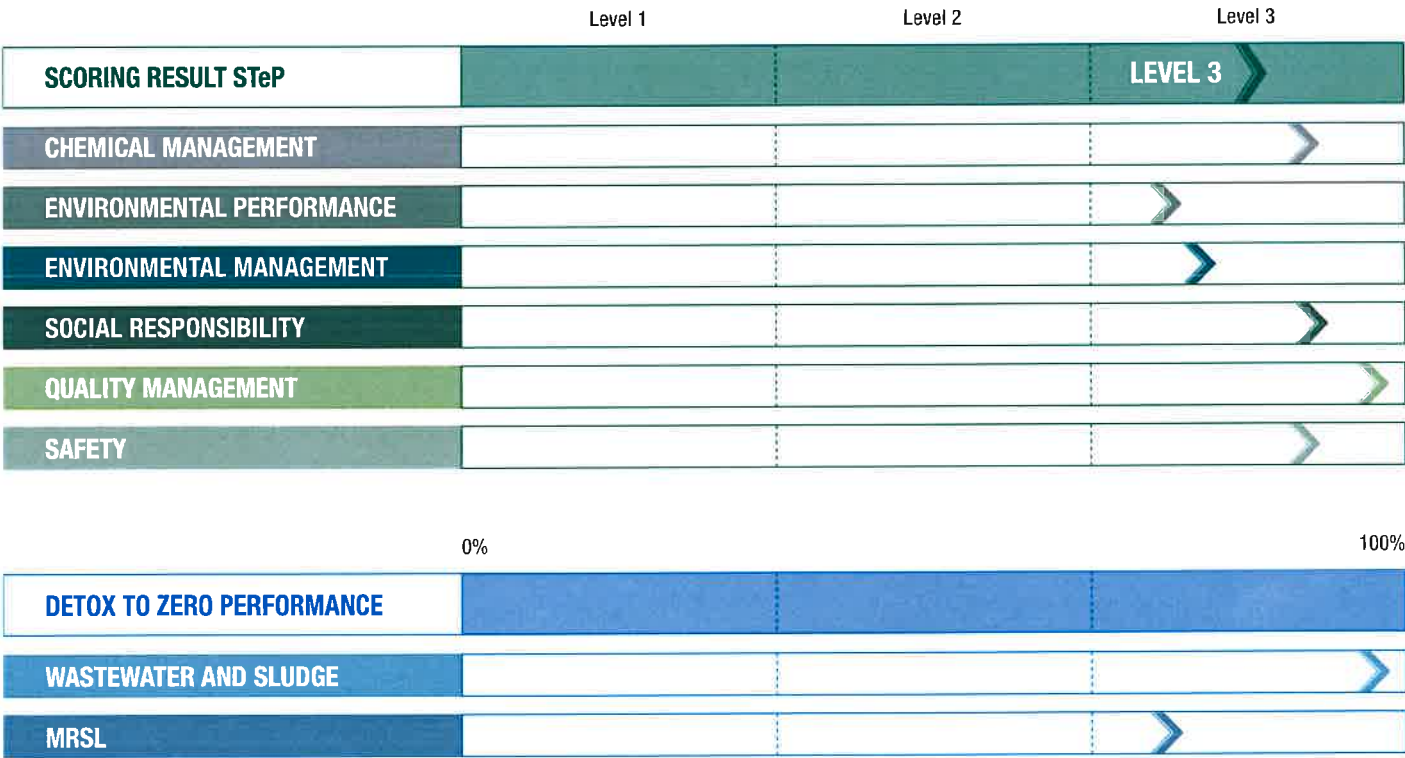 Level 1 Level 2 Level 3
SCORING RESULT STeP LEVEL 3
CHEMICAL MANAGEMENT
ENVIRONMENTAL PERFORMANCE
ENVIRONMENTAL MANAGEMENT
SOCIAL RESPONSIBILITY
QUALITY MANAGEMENT
SAFETY
0% 100%
DETOX TO ZERO PERFORMANCE
WASTEWATER AND SLUDGE
MRSL